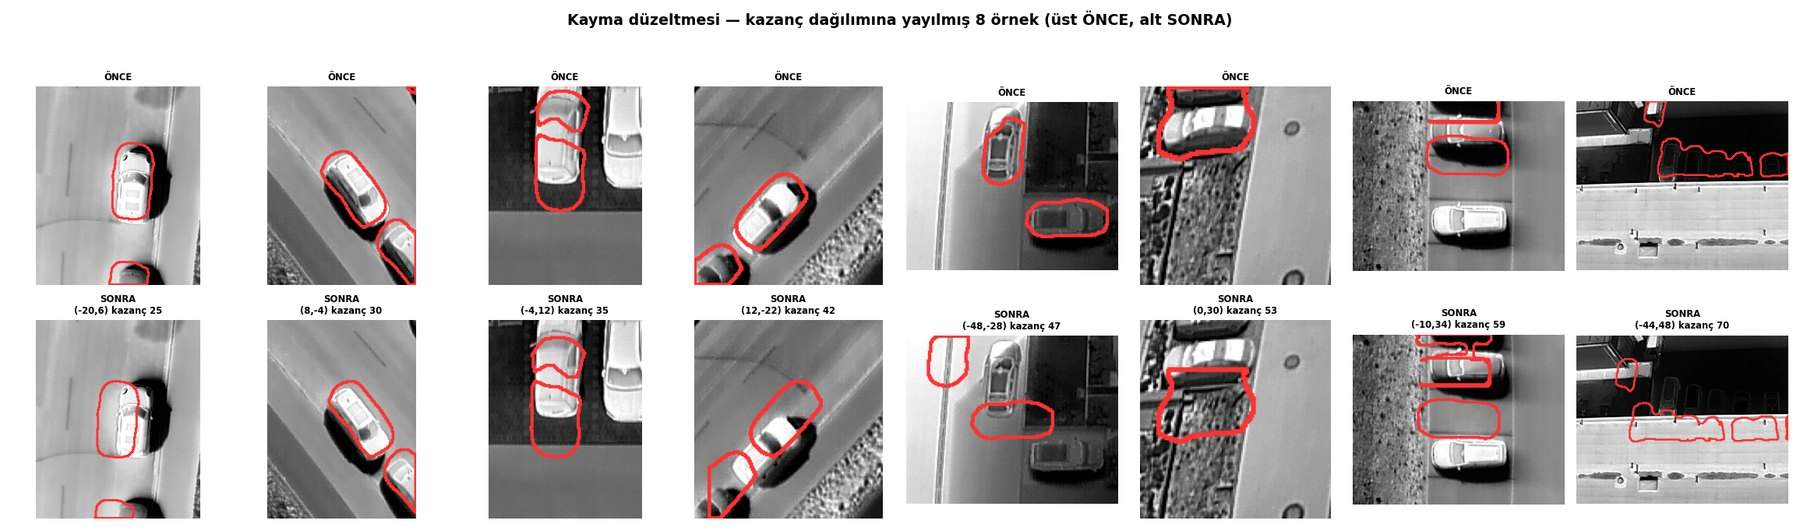 Kayma düzeltmesi — kazanç dağılımına yayılmış 8 örnek (üst ÖNCE, alt SONRA)
ÖNCE
ÖNCE
ÖNCE
ÖNCE
ÖNCE
ÖNCE
ÖNCE
ÖNCE
SONRA
(-20,6) kazanç 25
SONRA
(8,-4) kazanç 30
SONRA
(-4,12) kazanç 35
SONRA
(12,-22) kazanç 42
SONRA
(-48,-28) kazanç 47
SONRA
(0,30) kazanç 53
SONRA
(-10,34) kazanç 59
SONRA
(-44,48) kazanç 70